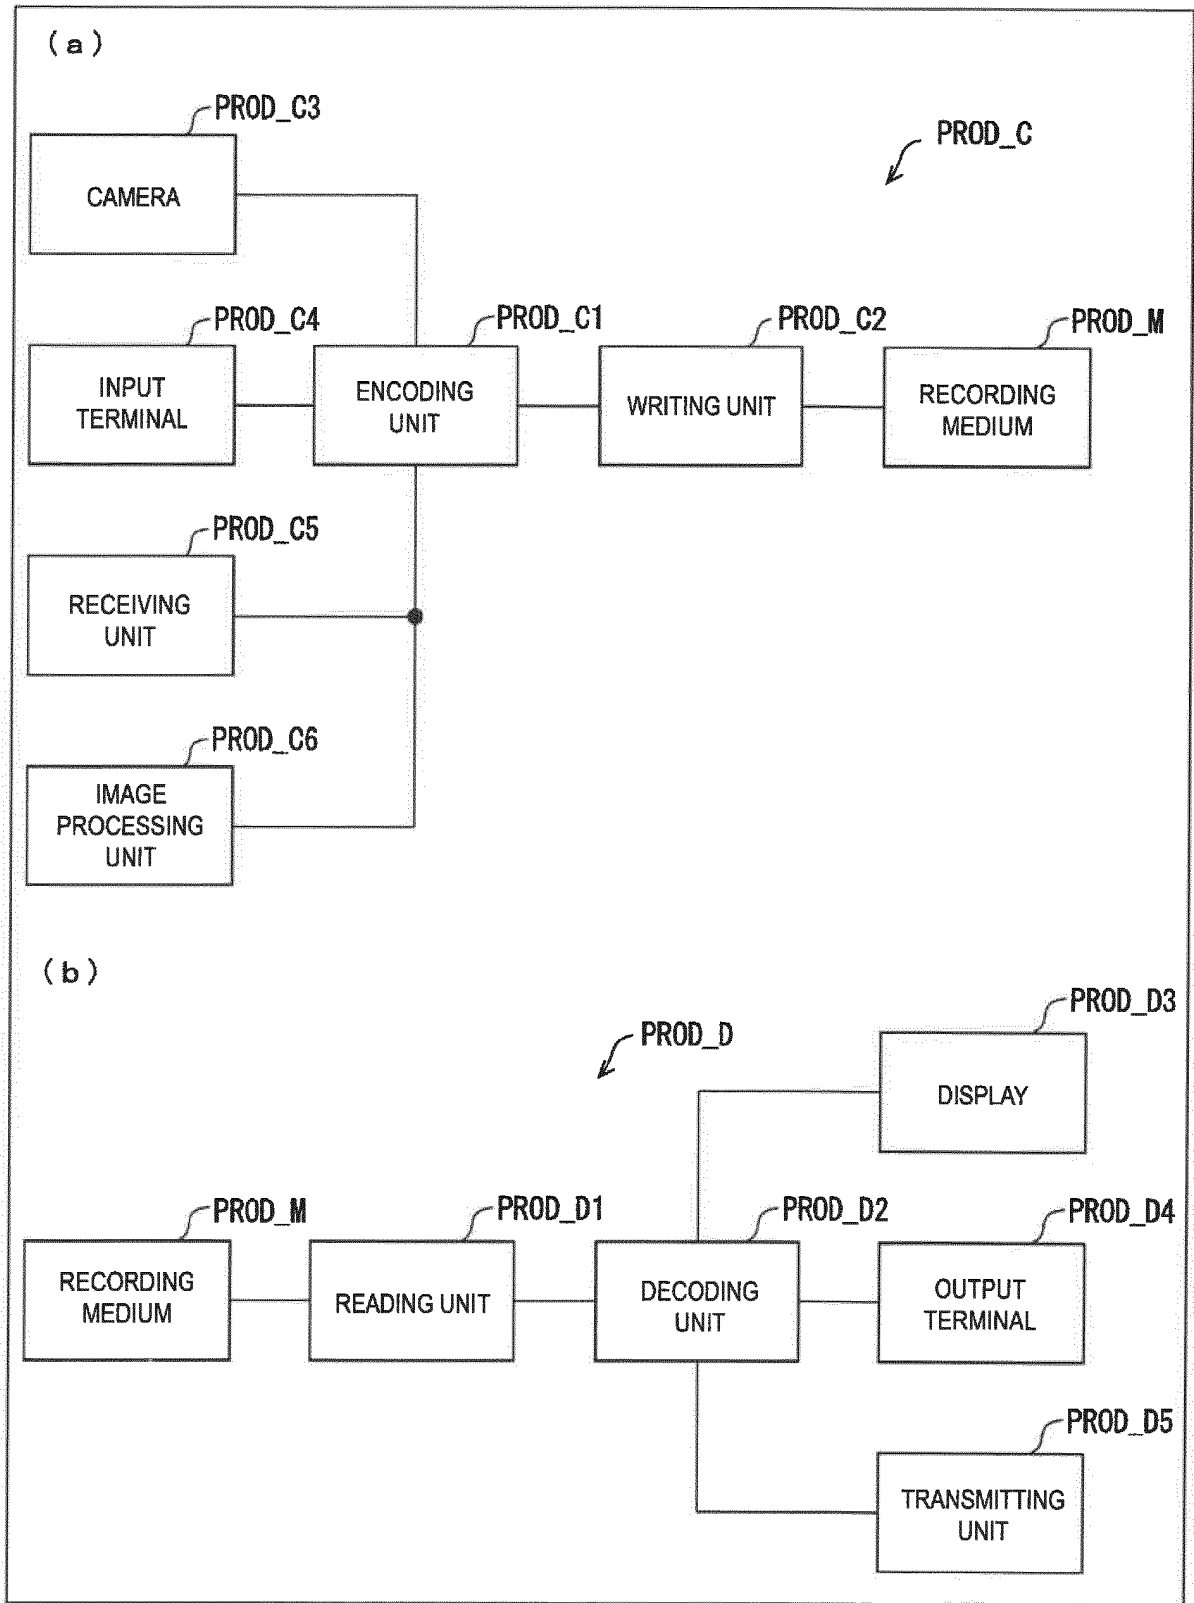 (a)
PROD_C3
CAMERA
PROD_C
PROD_C4
INPUT
TERMINAL
PROD_C1
ENCODING
UNIT
PROD_C2
WRITING UNIT
PROD_M
RECORDING
MEDIUM
PROD_C5
RECEIVING
UNIT
PROD_C6
IMAGE
PROCESSING
UNIT
(b)
PROD_D
PROD_D3
DISPLAY
PROD_M
RECORDING
MEDIUM
PROD_D1
READING UNIT
PROD_D2
DECODING
UNIT
PROD_D4
OUTPUT
TERMINAL
PROD_D5
TRANSMITTING
UNIT